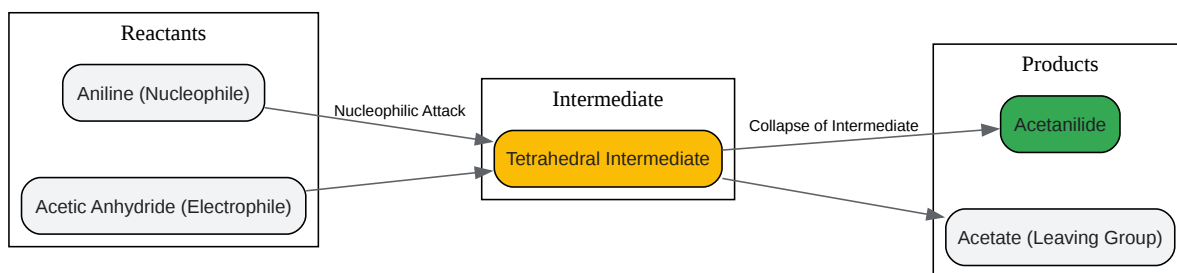 Reactants
Aniline (Nucleophile)
Acetic Anhydride (Electrophile)
Nucleophilic Attack
Intermediate
Tetrahedral Intermediate
Collapse of Intermediate
Products
Acetanilide
Acetate (Leaving Group)